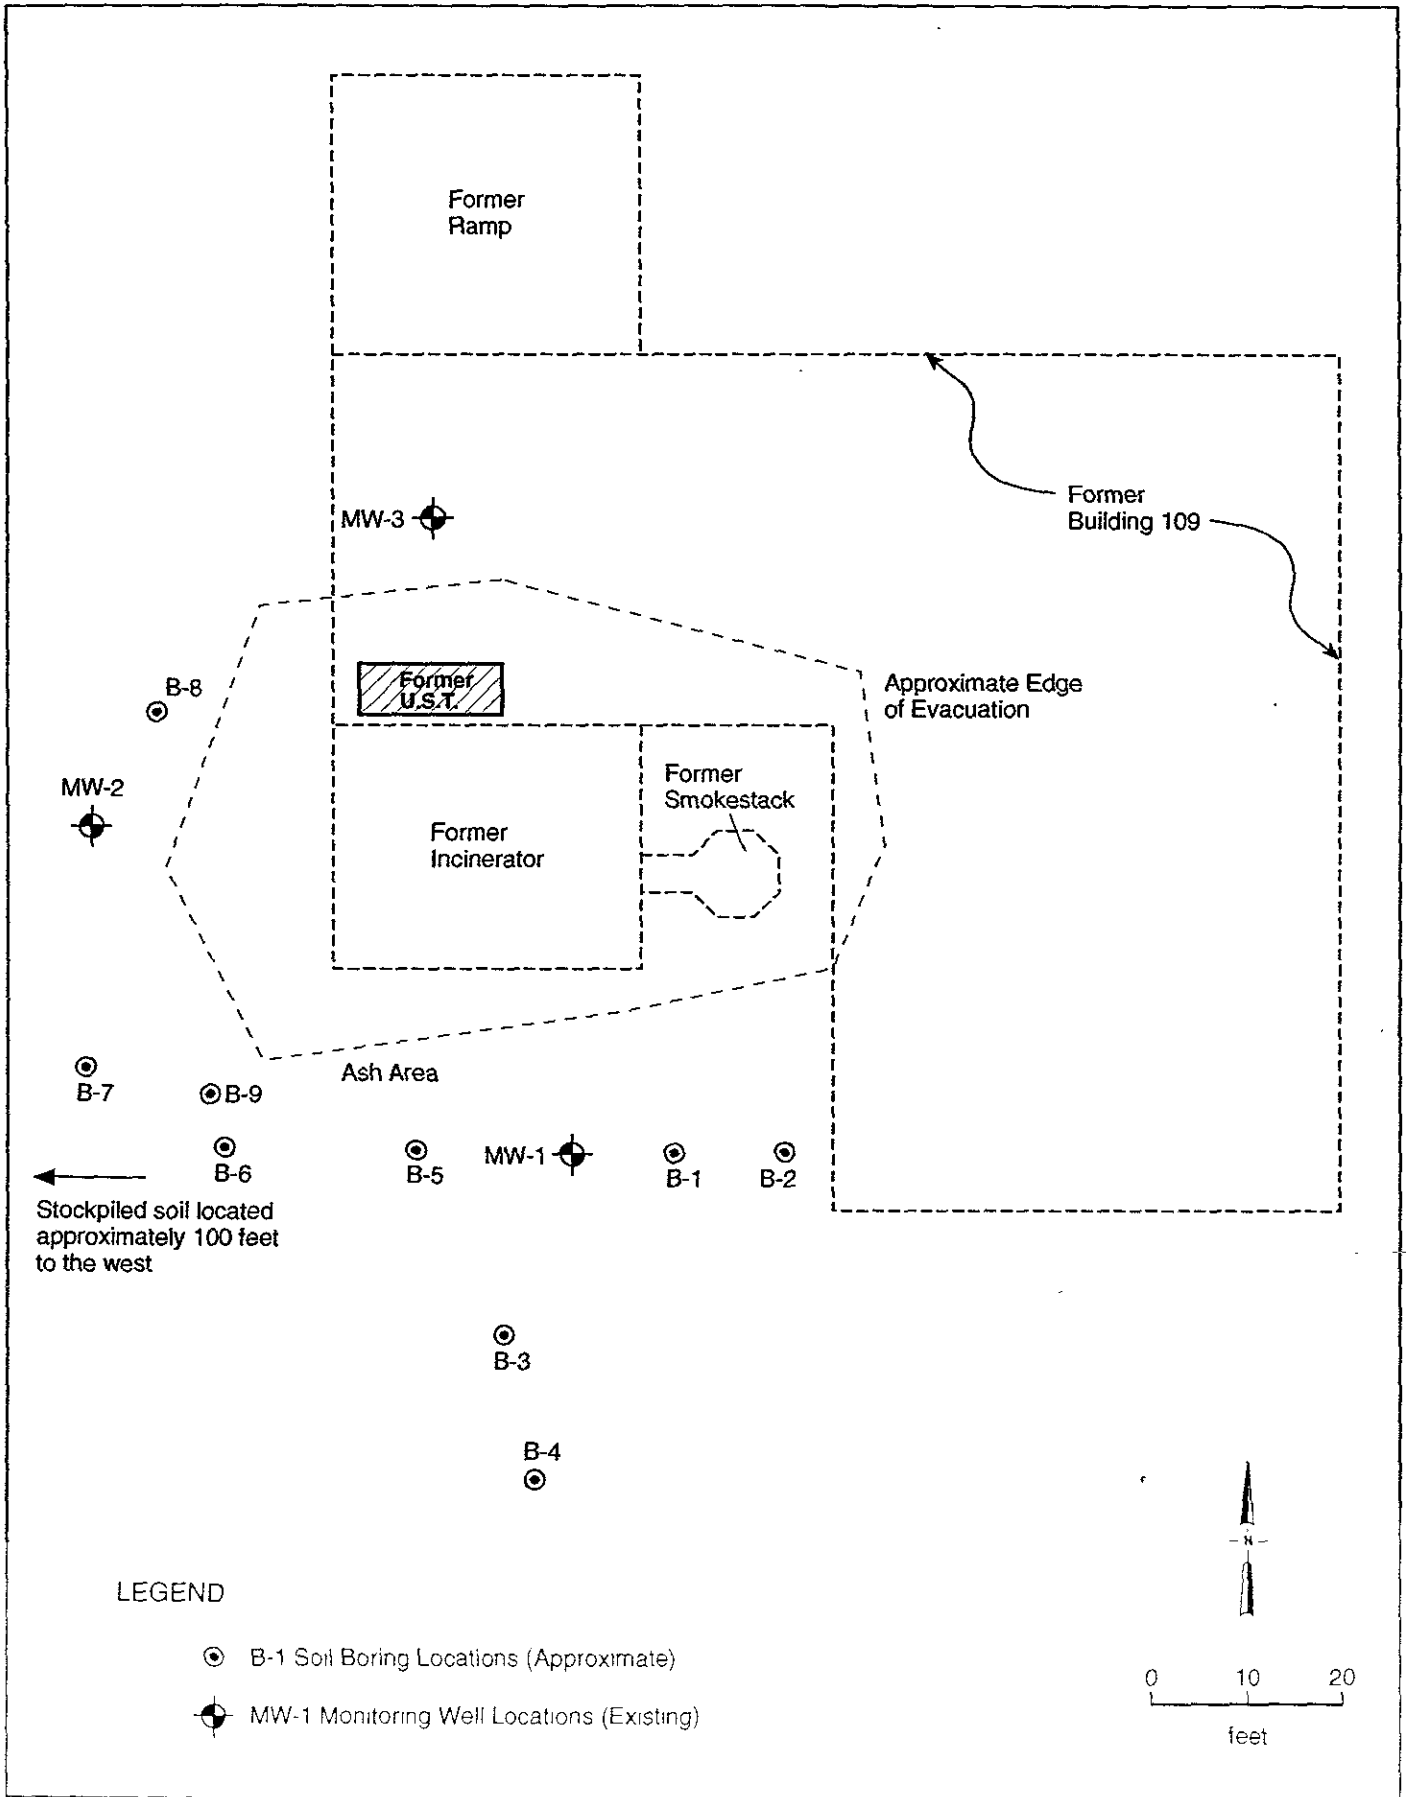 Former
Ramp
MW-3
Former
Building 109
B-8
Former
U.S.T.
Approximate Edge
of Evacuation
MW-2
Former
Smokestack
Former
Incinerator
Ash Area
B-7
B-9
B-6
B-5
MW-1
B-1
B-2
Stockpiled soil located
approximately 100 feet
to the west
B-3
B-4
N
LEGEND
B-1 Soil Boring Locations (Approximate)
MW-1 Monitoring Well Locations (Existing)
0 10 20
feet